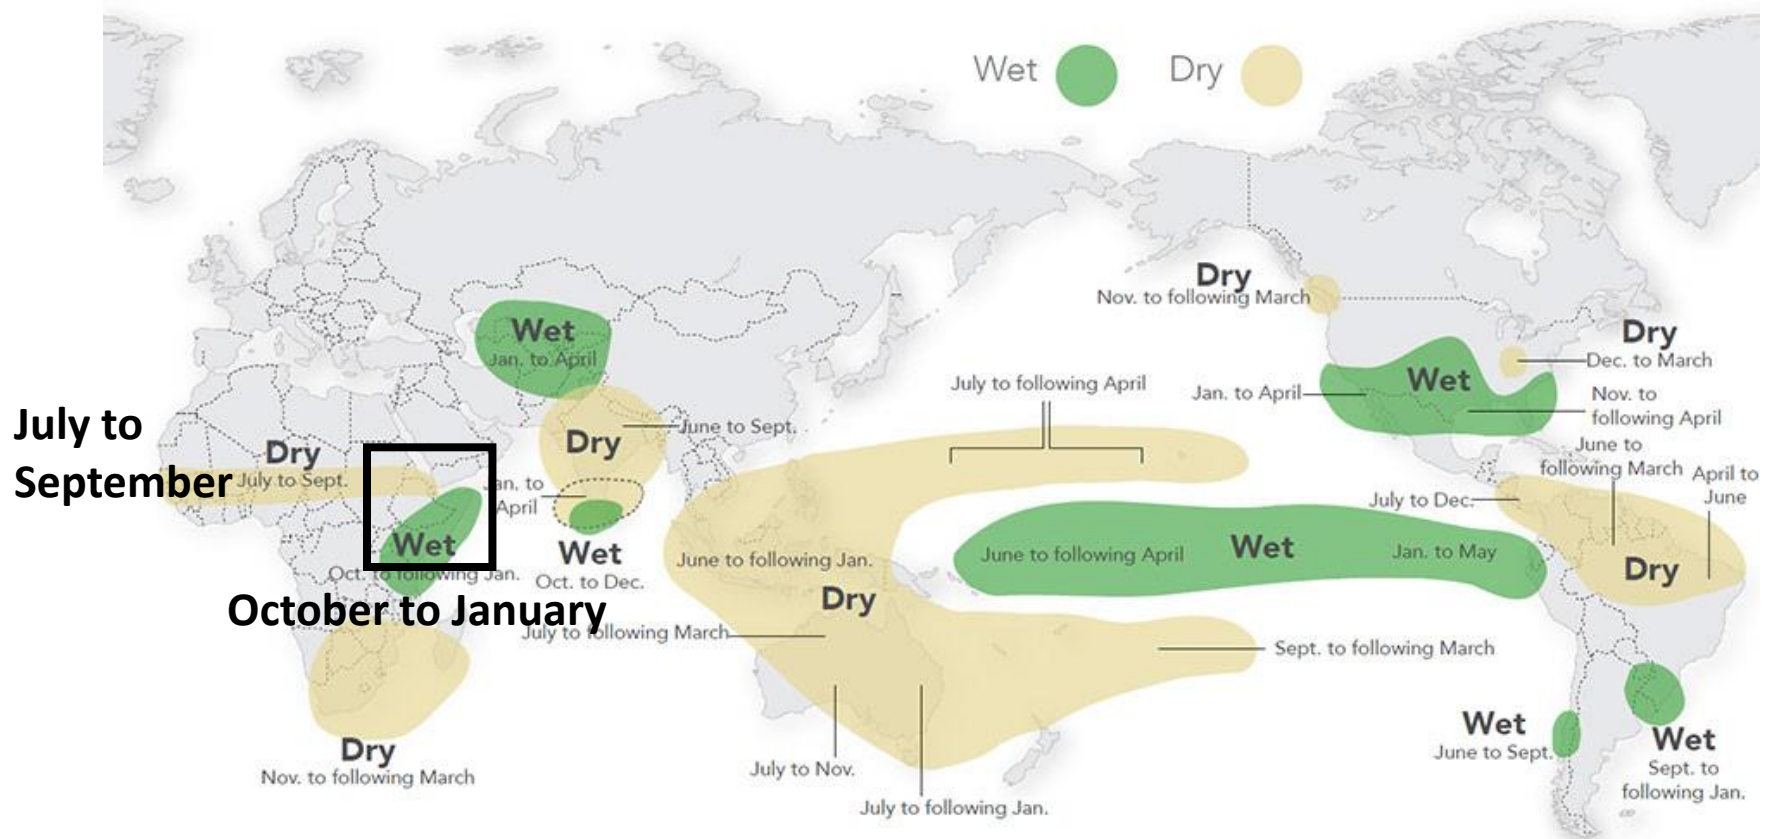 Wet
Dry
Dry
Nov. to following March
Wet
Jan. to April
Dry
Dec. to March
July to following April
Jan. to April
Wet
Nov. to
following April
July to
September
Dry
July to Sept.
Dry
June to Sept.
Jan. to
April
June to
following March
April to
June
July to Dec.
Wet
Oct. to following Jan.
Wet
Oct. to Dec.
June to following Jan.
Dry
June to following April
Wet
Jan. to May
Dry
October to January
July to following March
Sept. to following March
Dry
Nov. to following March
July to Nov.
July to following Jan.
Wet
June to Sept.
Wet
Sept. to
following Jan.